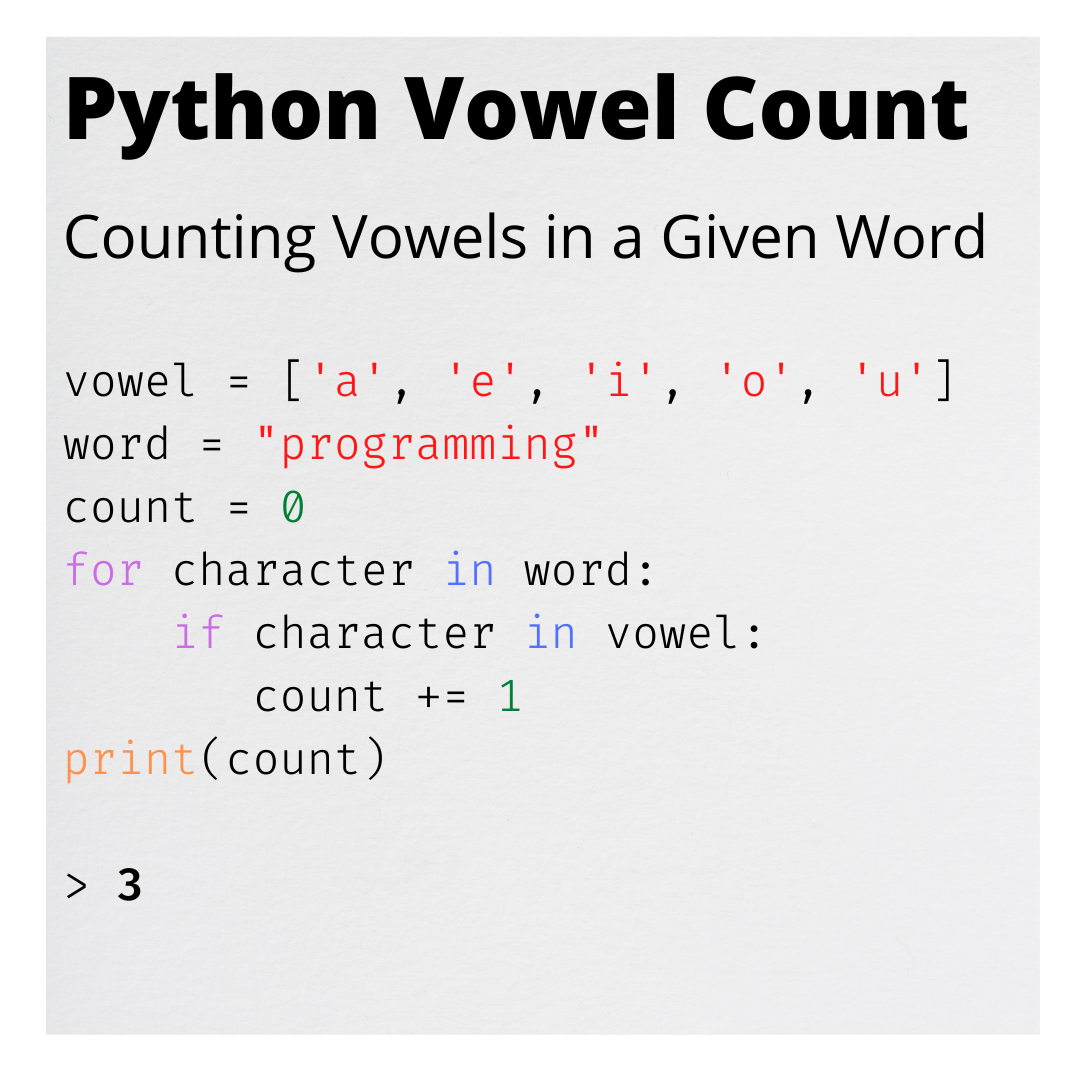 Python Vowel Count
Counting Vowels in a Given Word
vowel = ['a', 'e', 'i', 'o', 'u']
word = "programming"
count = 0
for character in word:
    if character in vowel:
       count += 1
print(count)
> 3